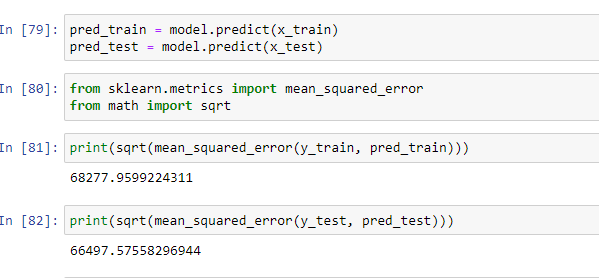 In [79]: pred_train = model.predict(x_train)
pred_test = model.predict(x_test)
In [80]: from sklearn.metrics import mean_squared_error
from math import sqrt
In [81]: print(sqrt(mean_squared_error(y_train, pred_train)))
68277.9599224311
In [82]: print(sqrt(mean_squared_error(y_test, pred_test)))
66497.57558296944